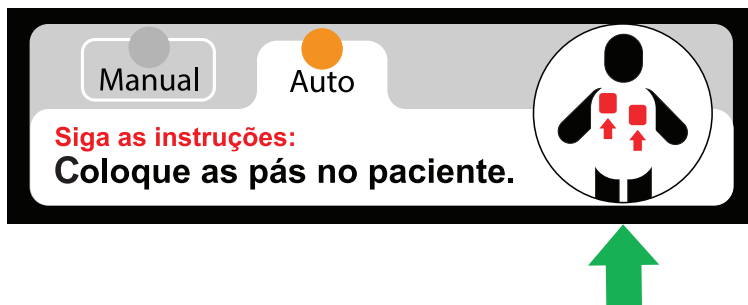 Manual
Auto
Siga as instruções:
Coloque as pás no paciente.